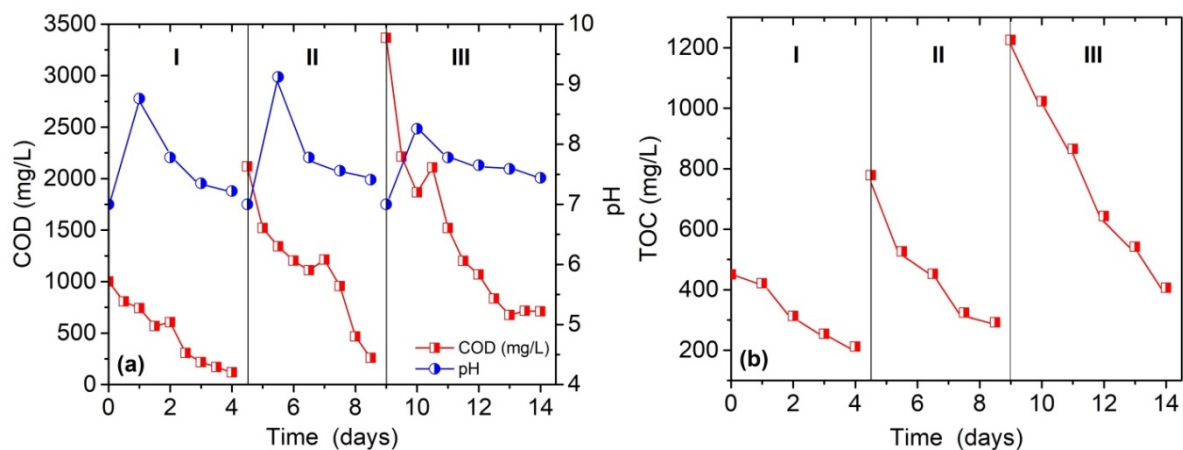 3500
3000
2500
2000
1500
1000
500
0
COD (mg/L)
I
II
III
10
9
8
7
6
5
4
pH
(a)
COD (mg/L)
pH
0
2
4
6
8
10
12
14
Time (days)
1200
1000
800
600
400
200
TOC (mg/L)
I
II
III
(b)
0
2
4
6
8
10
12
14
Time (days)